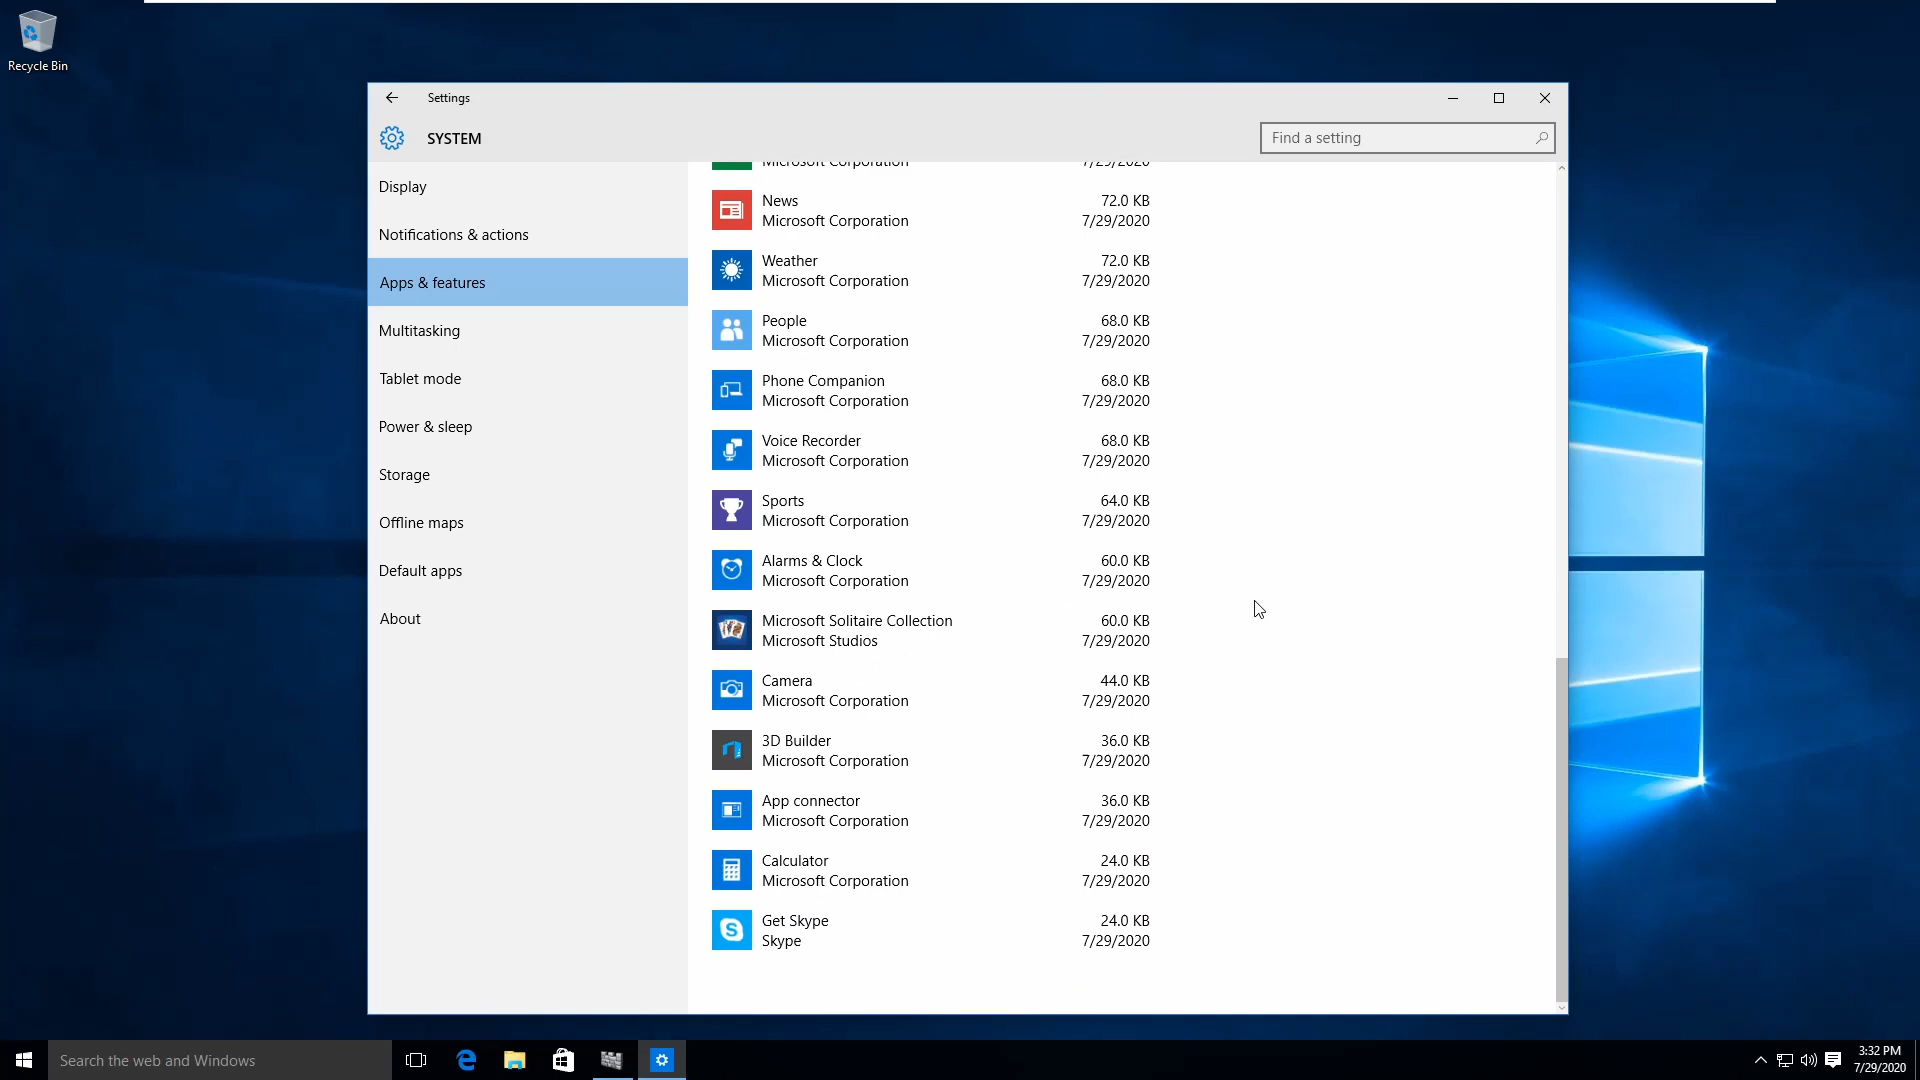 Recycle Bin
Settings
SYSTEM
Find a setting
Display
Notifications & actions
Apps & features
Multitasking
Tablet mode
Power & sleep
Storage
Offline maps
Default apps
About
Microsoft Corporation 7/29/2020
News 72.0 KB
Microsoft Corporation 7/29/2020
Weather 72.0 KB
Microsoft Corporation 7/29/2020
People 68.0 KB
Microsoft Corporation 7/29/2020
Phone Companion 68.0 KB
Microsoft Corporation 7/29/2020
Voice Recorder 68.0 KB
Microsoft Corporation 7/29/2020
Sports 64.0 KB
Microsoft Corporation 7/29/2020
Alarms & Clock 60.0 KB
Microsoft Corporation 7/29/2020
Microsoft Solitaire Collection 60.0 KB
Microsoft Studios 7/29/2020
Camera 44.0 KB
Microsoft Corporation 7/29/2020
3D Builder 36.0 KB
Microsoft Corporation 7/29/2020
App connector 36.0 KB
Microsoft Corporation 7/29/2020
Calculator 24.0 KB
Microsoft Corporation 7/29/2020
Get Skype 24.0 KB
Skype 7/29/2020
Search the web and Windows
3:32 PM
7/29/2020